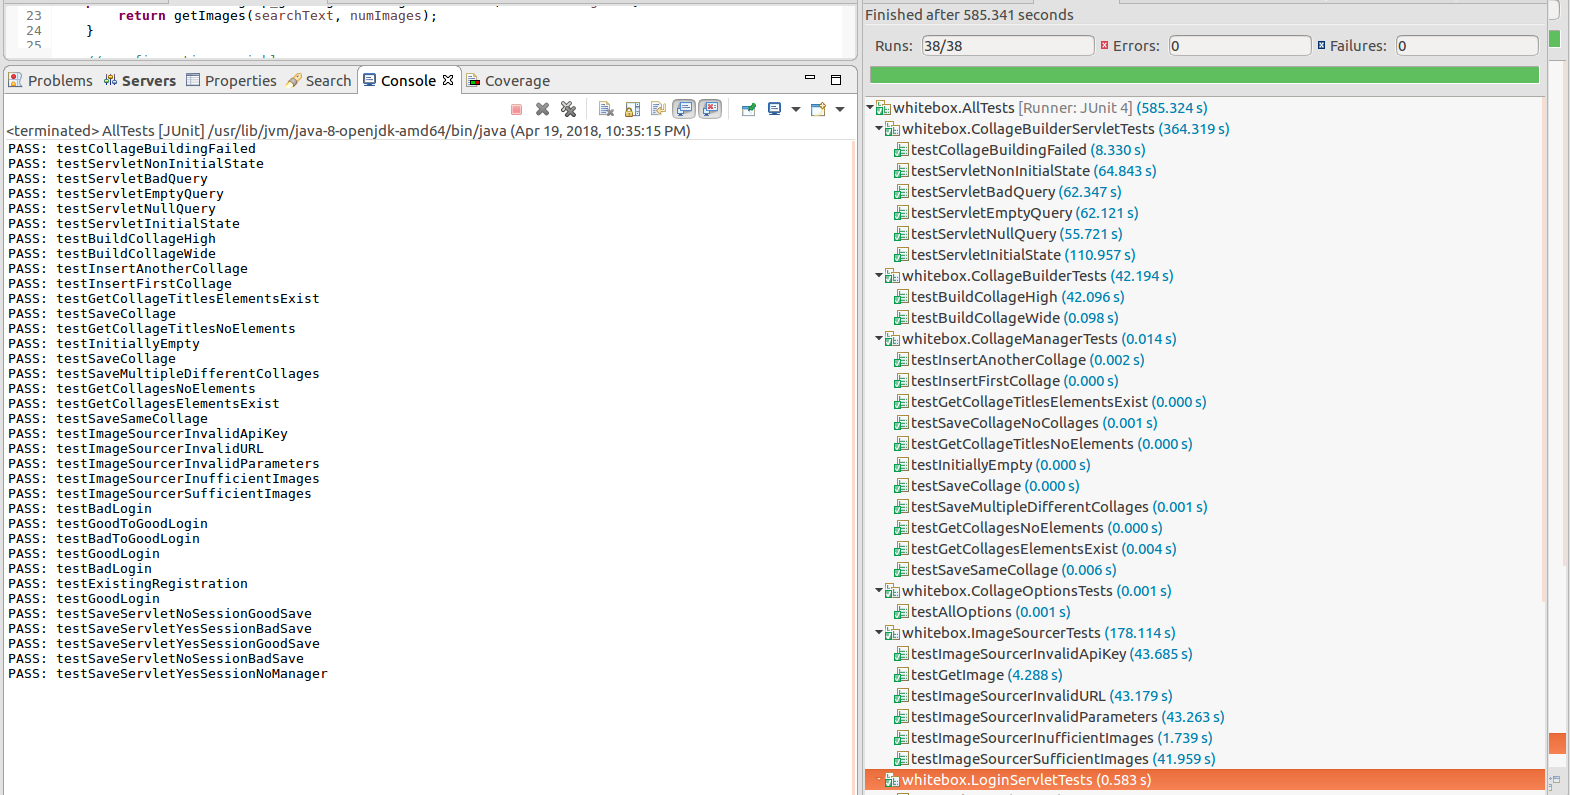 23 return getImages(searchText, numImages);
24 }
25
Problems Servers Properties Search Console Coverage
<terminated> AllTests [JUnit] /usr/lib/jvm/java-8-openjdk-amd64/bin/java (Apr 19, 2018, 10:35:15 PM)
PASS: testCollageBuildingFailed
PASS: testServletNonInitialState
PASS: testServletBadQuery
PASS: testServletEmptyQuery
PASS: testServletNullQuery
PASS: testServletInitialState
PASS: testBuildCollageHigh
PASS: testBuildCollageWide
PASS: testInsertAnotherCollage
PASS: testInsertFirstCollage
PASS: testGetCollageTitlesElementsExist
PASS: testSaveCollage
PASS: testGetCollageTitlesNoElements
PASS: testInitiallyEmpty
PASS: testSaveCollage
PASS: testSaveMultipleDifferentCollages
PASS: testGetCollagesNoElements
PASS: testGetCollagesElementsExist
PASS: testSaveSameCollage
PASS: testImageSourcerInvalidApiKey
PASS: testImageSourcerInvalidURL
PASS: testImageSourcerInvalidParameters
PASS: testImageSourcerInufficientImages
PASS: testImageSourcerSufficientImages
PASS: testBadLogin
PASS: testGoodToGoodLogin
PASS: testBadToGoodLogin
PASS: testGoodLogin
PASS: testBadLogin
PASS: testExistingRegistration
PASS: testGoodLogin
PASS: testSaveServletNoSessionGoodSave
PASS: testSaveServletYesSessionBadSave
PASS: testSaveServletYesSessionGoodSave
PASS: testSaveServletNoSessionBadSave
PASS: testSaveServletYesSessionNoManager
Finished after 585.341 seconds
Runs: 38/38 Errors: 0 Failures: 0
whitebox.AllTests [Runner: JUnit 4] (585.324 s)
whitebox.CollageBuilderServletTests (364.319 s)
testCollageBuildingFailed (8.330 s)
testServletNonInitialState (64.843 s)
testServletBadQuery (62.347 s)
testServletEmptyQuery (62.121 s)
testServletNullQuery (55.721 s)
testServletInitialState (110.957 s)
whitebox.CollageBuilderTests (42.194 s)
testBuildCollageHigh (42.096 s)
testBuildCollageWide (0.098 s)
whitebox.CollageManagerTests (0.014 s)
testInsertAnotherCollage (0.002 s)
testInsertFirstCollage (0.000 s)
testGetCollageTitlesElementsExist (0.000 s)
testSaveCollageNoCollages (0.001 s)
testGetCollageTitlesNoElements (0.000 s)
testInitiallyEmpty (0.000 s)
testSaveCollage (0.000 s)
testSaveMultipleDifferentCollages (0.001 s)
testGetCollagesNoElements (0.000 s)
testGetCollagesElementsExist (0.004 s)
testSaveSameCollage (0.006 s)
whitebox.CollageOptionsTests (0.001 s)
testAllOptions (0.001 s)
whitebox.ImageSourcerTests (178.114 s)
testImageSourcerInvalidApiKey (43.685 s)
testGetImage (4.288 s)
testImageSourcerInvalidURL (43.179 s)
testImageSourcerInvalidParameters (43.263 s)
testImageSourcerInufficientImages (1.739 s)
testImageSourcerSufficientImages (41.959 s)
whitebox.LoginServletTests (0.583 s)